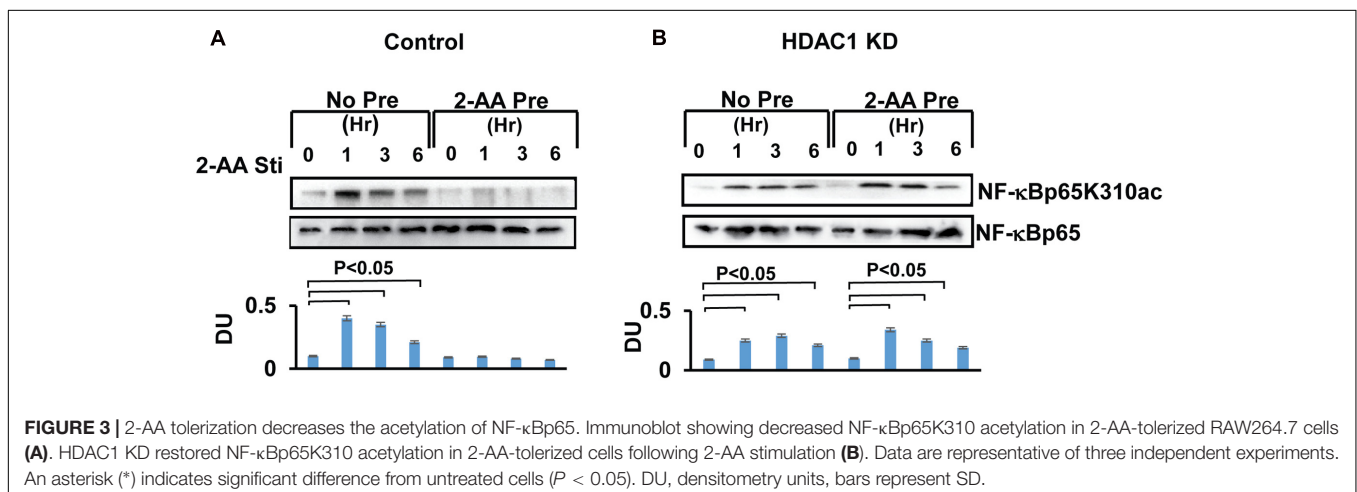 A
Control
No Pre
2-AA Pre
(Hr)
(Hr)
2-AA Sti
0 1 3 6 0 1 3 6
P<0.05
DU
0.5
0
B
HDAC1 KD
No Pre
2-AA Pre
(Hr)
(Hr)
0 1 3 6 0 1 3 6
NF-κBp65K310ac
NF-κBp65
P<0.05
P<0.05
DU
0.5
0
FIGURE 3 | 2-AA tolerization decreases the acetylation of NF-κBp65. Immunoblot showing decreased NF-κBp65K310 acetylation in 2-AA-tolerized RAW264.7 cells
(A). HDAC1 KD restored NF-κBp65K310 acetylation in 2-AA-tolerized cells following 2-AA stimulation (B). Data are representative of three independent experiments.
An asterisk (*) indicates significant difference from untreated cells (P < 0.05). DU, densitometry units, bars represent SD.